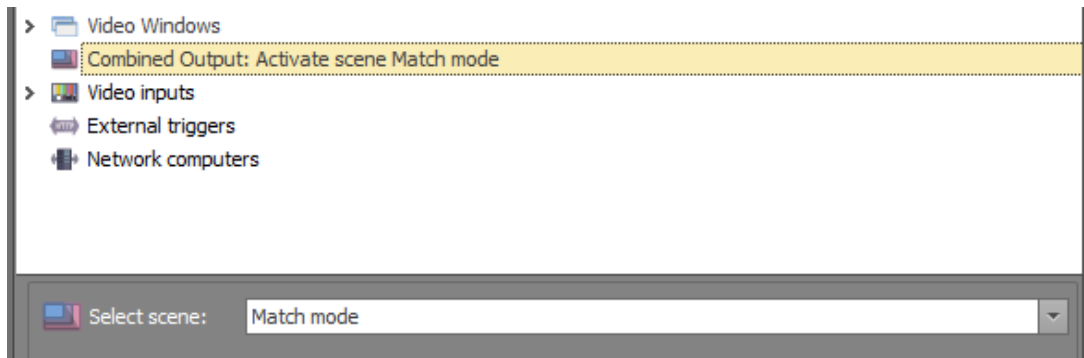 Video Windows
Combined Output: Activate scene Match mode
Video inputs
External triggers
Network computers
Select scene: Match mode